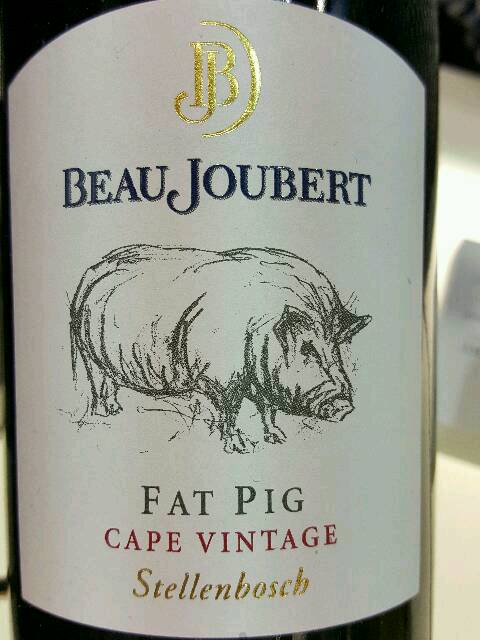 JB
BEAU JOUBERT
FAT PIG
CAPE VINTAGE
Stellenbosch